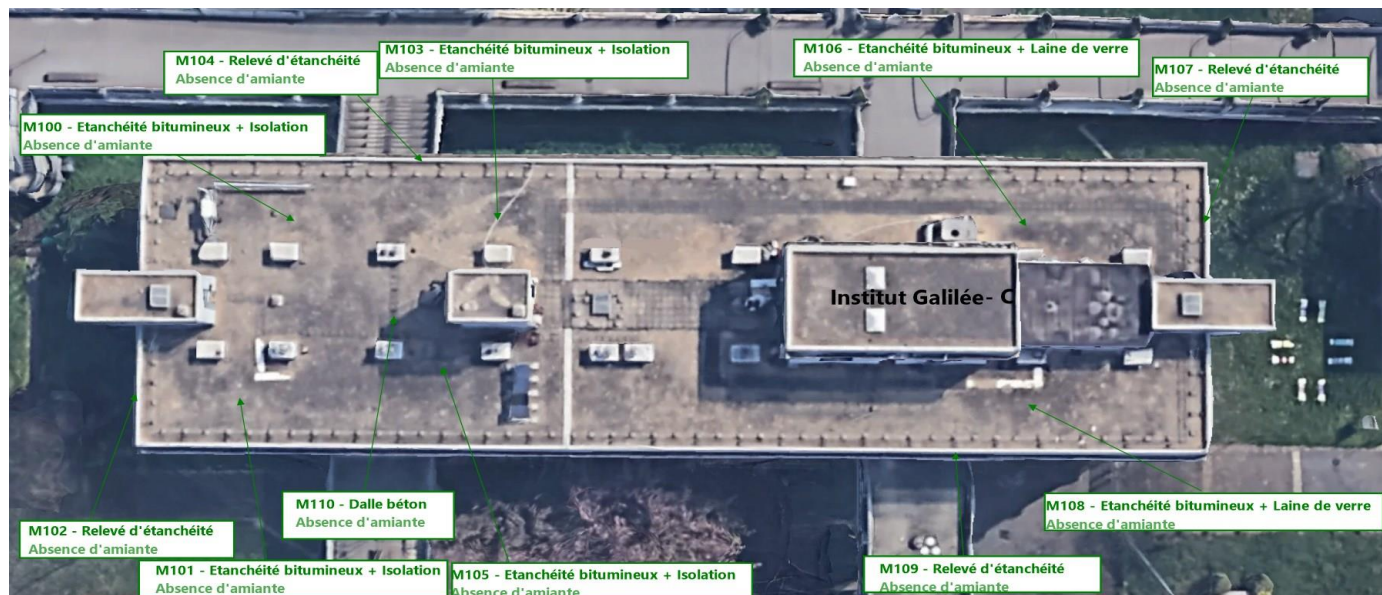 M104 - Relevé d'étanchéité
Absence d'amiante
M103 - Etanchéité bitumineux + Isolation
Absence d'amiante
M106 - Etanchéité bitumineux + Laine de verre
Absence d'amiante
M107 - Relevé d'étanchéité
Absence d'amiante
M100 - Etanchéité bitumineux + Isolation
Absence d'amiante
Institut Galilée- C
M110 - Dalle béton
Absence d'amiante
M108 - Etanchéité bitumineux + Laine de verre
Absence d'amiante
M102 - Relevé d'étanchéité
Absence d'amiante
M101 - Etanchéité bitumineux + Isolation
Absence d'amiante
M105 - Etanchéité bitumineux + Isolation
Absence d'amiante
M109 - Relevé d'étanchéité
Absence d'amiante